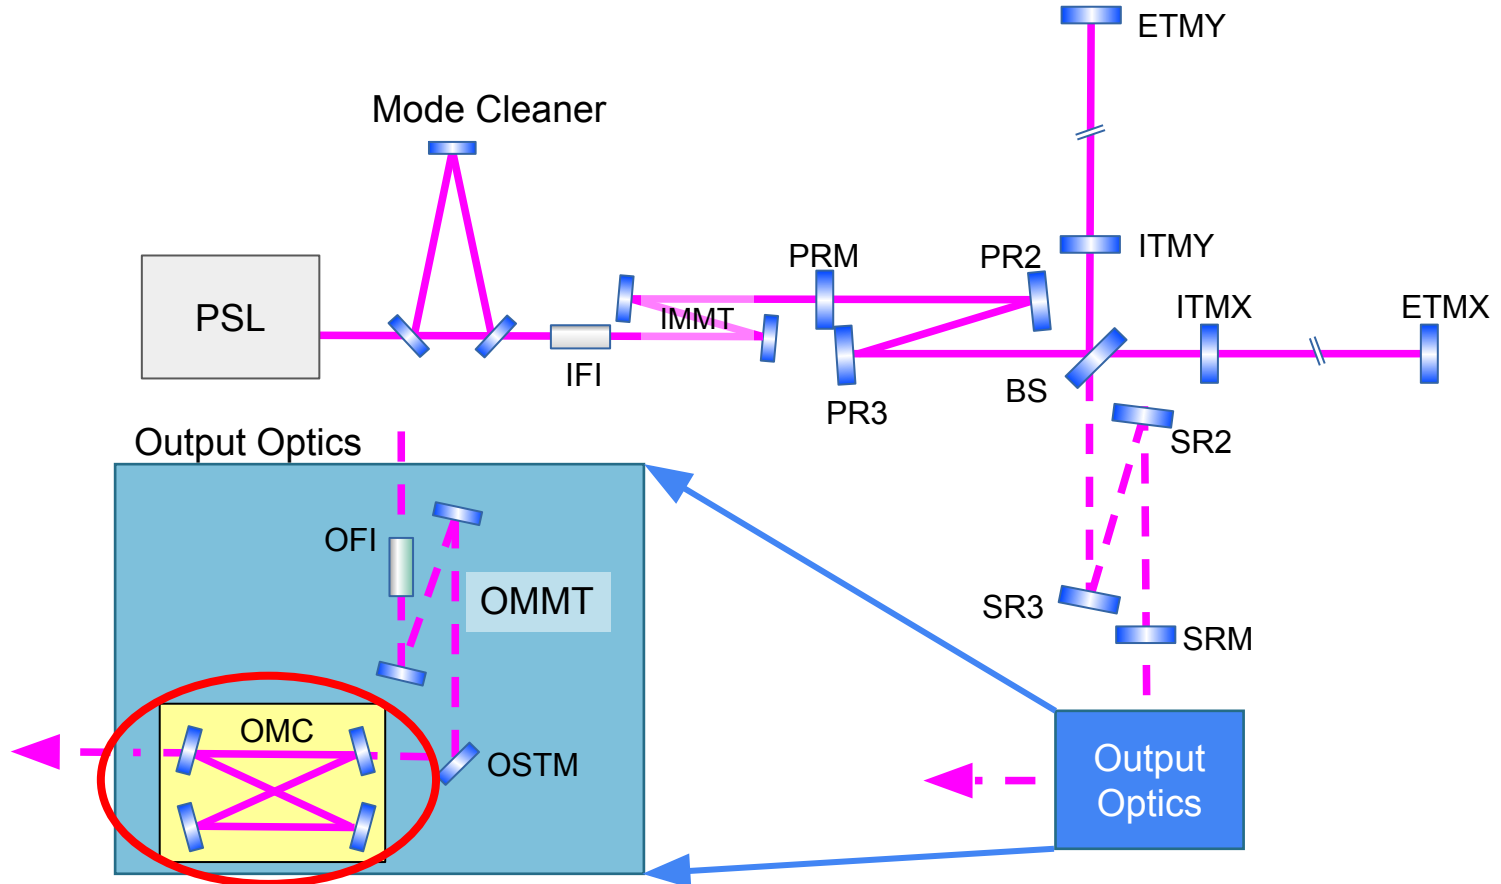 ETMY
Mode Cleaner
ITMY
PRM
PR2
ITMX
ETMX
PSL
IMMT
IFI
BS
PR3
Output Optics
SR2
OFI
OMMT
SR3
SRM
OMC
OSTM
Output
Optics